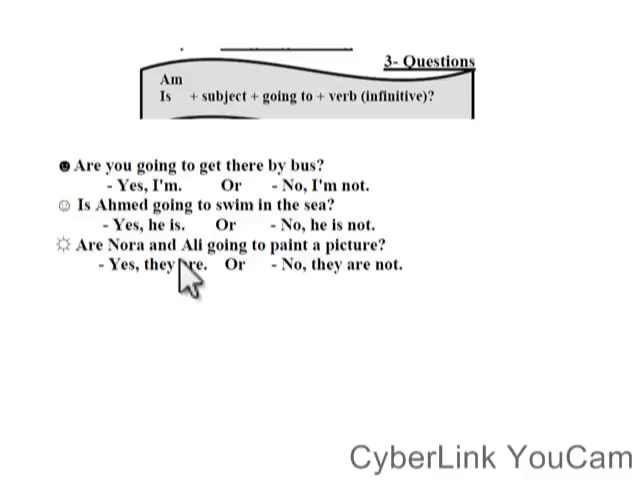 3- Questions
Am
Is + subject + going to + verb (infinitive)?
Are you going to get there by bus?
- Yes, I'm. Or - No, I'm not.
Is Ahmed going to swim in the sea?
- Yes, he is. Or - No, he is not.
Are Nora and Ali going to paint a picture?
- Yes, they are. Or - No, they are not.
CyberLink YouCam